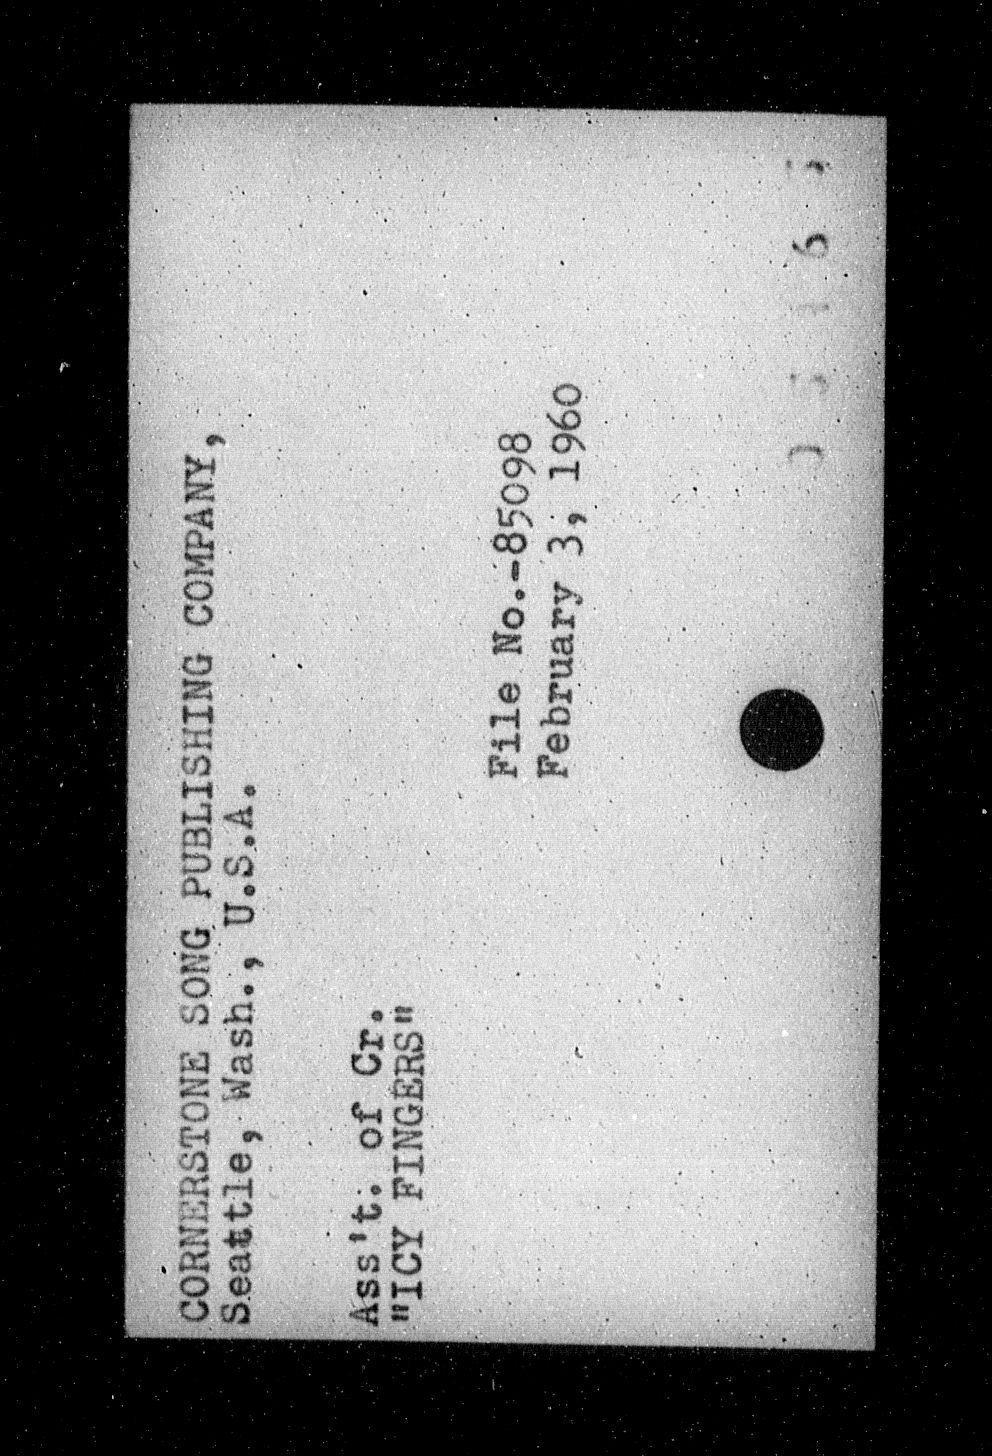 CORNERSTONE SONG PUBLISHING COMPANY,
Seattle, Wash., U.S.A.
Ass't. of Cr.
"ICY FINGERS"
File No.-85098
February 3, 1960